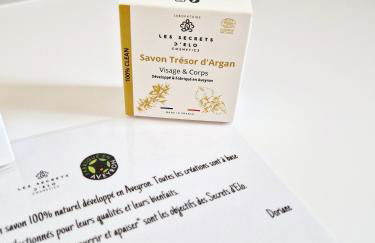 LABORATOIRE
LES SECRETS
D'ELO
COSMETICS
100% CLEAN
Savon Trésor d'Argan
Visage & Corps
Développé & Fabriqué en Aveyron
MADE IN FRANCE
LES SECRETS
D'ELO
COSMETICS
AVEYRON
savon 100% naturel développé en Aveyron. Toutes les créations sont à base
ctionnés pour leurs qualités et leurs bienfaits.
rrir et apaiser" sont les objectifs des Secrets d'Elo.
Doriane